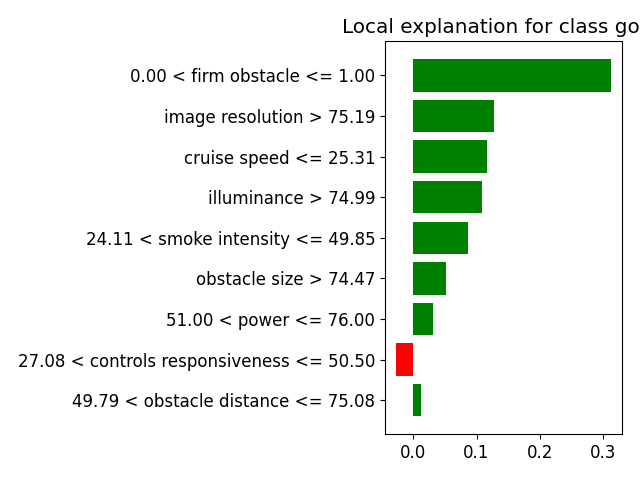 Local explanation for class go
0.00 < firm obstacle <= 1.00
image resolution > 75.19
cruise speed <= 25.31
illuminance > 74.99
24.11 < smoke intensity <= 49.85
obstacle size > 74.47
51.00 < power <= 76.00
27.08 < controls responsiveness <= 50.50
49.79 < obstacle distance <= 75.08
0.0 0.1 0.2 0.3